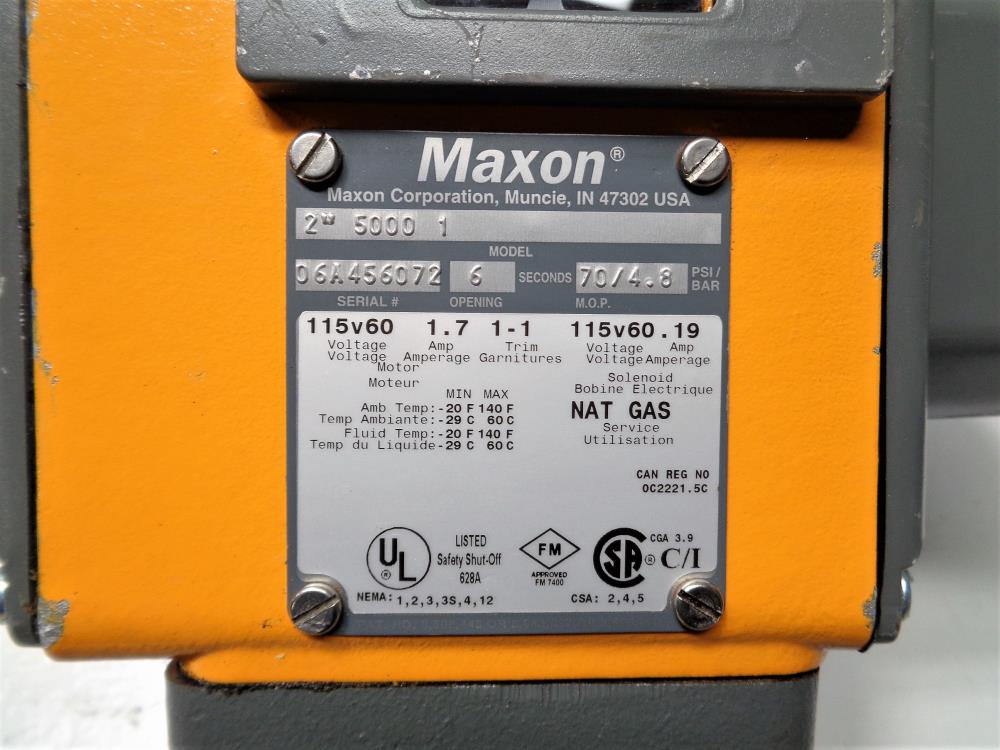 Maxon®
Maxon Corporation, Muncie, IN 47302 USA
2" 5000 1
MODEL
06A456072 6 SECONDS 70/4.8 PSI/ BAR
SERIAL # OPENING M.O.P.
115v60 1.7 1-1 115v60 .19
Voltage Amp Trim Voltage Amp
Voltage Amperage Garnitures Voltage Amperage
Motor
Moteur
Solenoid
Bobine Electrique
MIN MAX
Amb Temp:-20 F 140 F
Temp Ambiante:-29 C 60 C
Fluid Temp:-20 F 140 F
Temp du Liquide-29 C 60 C
NAT GAS
Service
Utilisation
CAN REG NO
0C2221.5C
UL ®
LISTED
Safety Shut-Off
628A
FM
APPROVED
FM 7400
CGA 3.9
SA ® C/I
NEMA: 1,2,3,3S,4,12 CSA: 2,4,5